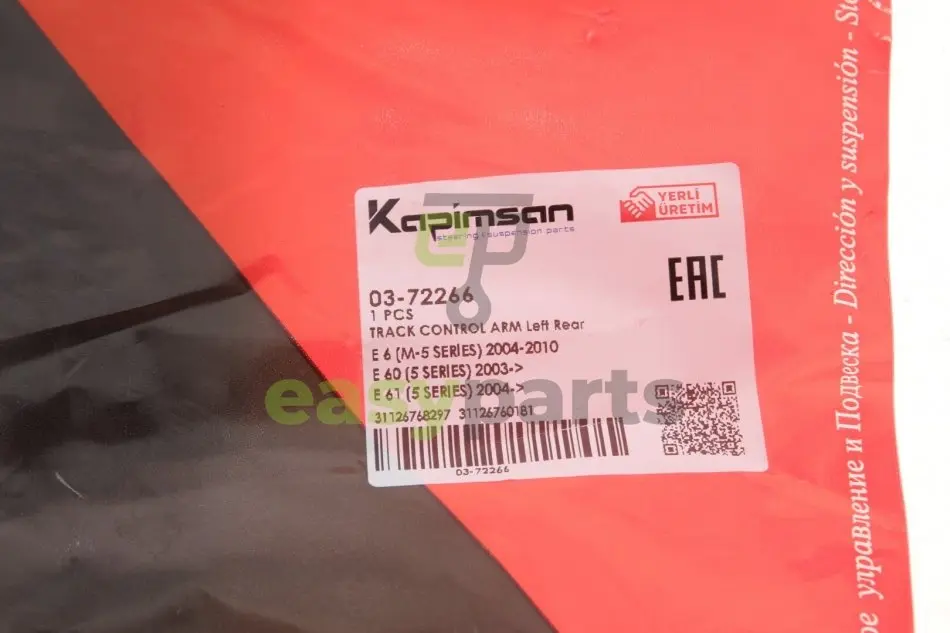 Kapimsan
steering & suspension parts
YERLİ
ÜRETİM
EAC
03-72266
1 PCS
TRACK CONTROL ARM Left Rear
E 6 (M-5 SERIES) 2004-2010
E 60 (5 SERIES) 2003->
E 61 (5 SERIES) 2004->
31126768297 31126760181
03-72266
ep
easyparts
управление и Подвеска - Dirección y suspensión -